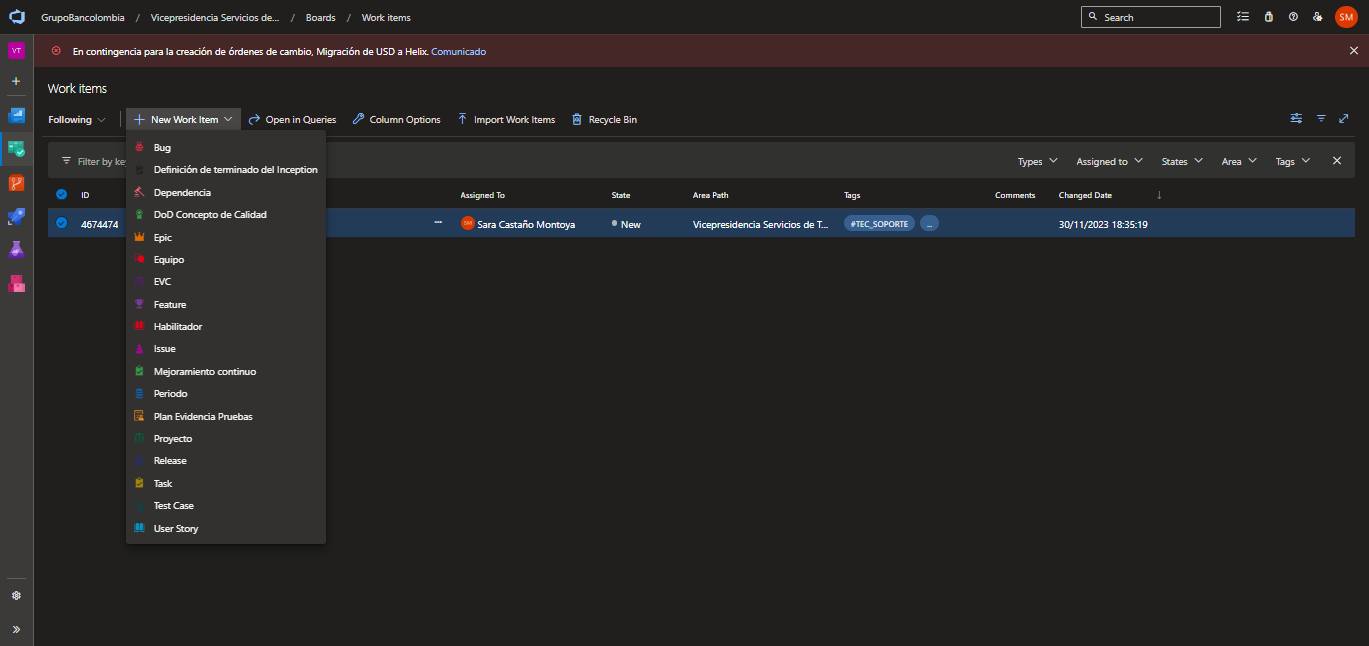 GrupoBancolombia / Vicepresidencia Servicios de... / Boards / Work items
Search
SM
VT
En contingencia para la creación de órdenes de cambio, Migración de USD a Helix. Comunicado
Work items
Following
New Work Item
Open in Queries
Column Options
Import Work Items
Recycle Bin
Filter by
Types
Assigned to
States
Area
Tags
ID
Assigned To
State
Area Path
Tags
Comments
Changed Date
4674474
SM
Sara Castaño Montoya
New
Vicepresidencia Servicios de T...
#TEC_SOPORTE
...
30/11/2023 18:35:19
Bug
Definición de terminado del Inception
Dependencia
DoD Concepto de Calidad
Epic
Equipo
EVC
Feature
Habilitador
Issue
Mejoramiento continuo
Periodo
Plan Evidencia Pruebas
Proyecto
Release
Task
Test Case
User Story